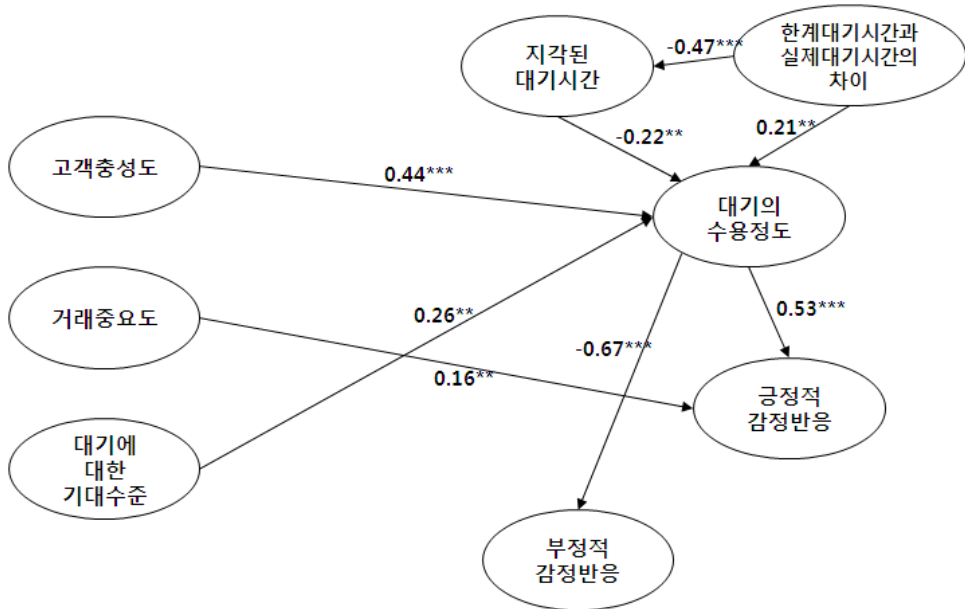 지각된
대기시간
-0.47***
한계대기시간과
실제대기시간의
차이
-0.22**
0.21**
고객충성도
0.44***
대기의
수용정도
거래중요도
0.26**
0.53***
-0.67***
0.16**
긍정적
감정반응
대기에
대한
기대수준
부정적
감정반응